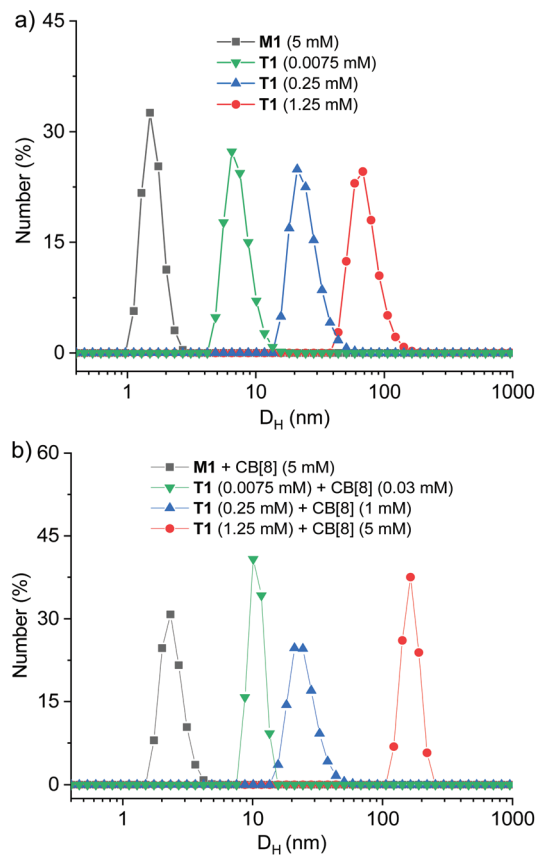 a)
45
30
15
0
Number (%)
M1 (5 mM)
T1 (0.0075 mM)
T1 (0.25 mM)
T1 (1.25 mM)
1 10 100 1000
D_H (nm)
b)
60
45
30
15
0
Number (%)
M1 + CB[8] (5 mM)
T1 (0.0075 mM) + CB[8] (0.03 mM)
T1 (0.25 mM) + CB[8] (1 mM)
T1 (1.25 mM) + CB[8] (5 mM)
1 10 100 1000
D_H (nm)